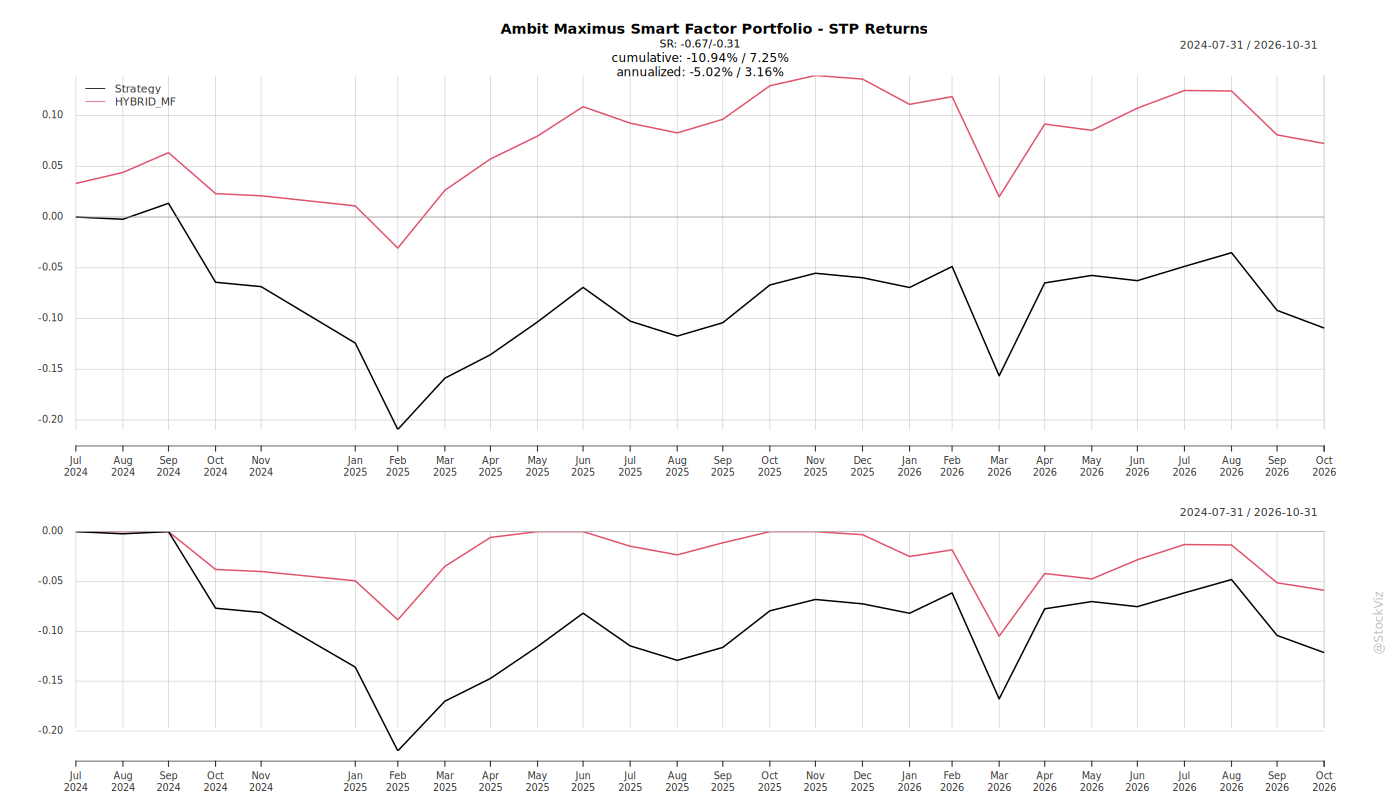 Ambit Maximus Smart Factor Portfolio - STP Returns
SR: -0.67/-0.31
cumulative: -10.94% / 7.25%
annualized: -5.02% / 3.16%
2024-07-31 / 2026-10-31
Strategy
HYBRID_MF
0.10
0.05
0.00
-0.05
-0.10
-0.15
-0.20
Jul Aug Sep Oct Nov Jan Feb Mar Apr May Jun Jul Aug Sep Oct Nov Dec Jan Feb Mar Apr May Jun Jul Aug Sep Oct
2024 2024 2024 2024 2024 2025 2025 2025 2025 2025 2025 2025 2025 2025 2025 2025 2025 2026 2026 2026 2026 2026 2026 2026 2026 2026 2026
2024-07-31 / 2026-10-31
0.00
-0.05
-0.10
-0.15
-0.20
Jul Aug Sep Oct Nov Jan Feb Mar Apr May Jun Jul Aug Sep Oct Nov Dec Jan Feb Mar Apr May Jun Jul Aug Sep Oct
2024 2024 2024 2024 2024 2025 2025 2025 2025 2025 2025 2025 2025 2025 2025 2025 2025 2026 2026 2026 2026 2026 2026 2026 2026 2026 2026
@StockViz